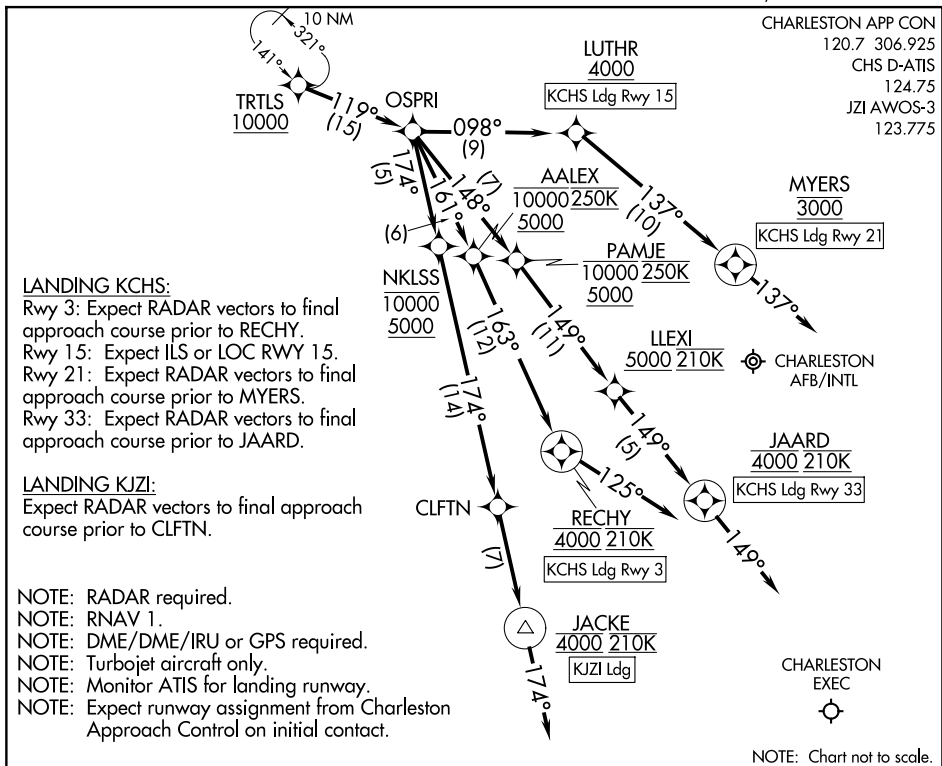 CHARLESTON APP CON
120.7 306.925
CHS D-ATIS
124.75
JZI AWOS-3
123.775
10 NM
321°
141°
TRTLS
10000
119°
(15)
OSPRI
098°
(9)
LUTHR
4000
KCHS Ldg Rwy 15
137°
(10)
MYERS
3000
KCHS Ldg Rwy 21
137°
174°
(5)
161°
(6)
148°
(7)
AALEX
10000 250K
5000
PAMJE
10000 250K
5000
NKLSS
10000
5000
163°
(12)
149°
(11)
LLEXI
5000 210K
CHARLESTON
AFB/INTL
174°
(14)
149°
(5)
JAARD
4000 210K
KCHS Ldg Rwy 33
149°
125°
RECHY
4000 210K
KCHS Ldg Rwy 3
CLFTN
(7)
JACKE
4000 210K
KJZI Ldg
174°
CHARLESTON
EXEC
LANDING KCHS:
Rwy 3: Expect RADAR vectors to final
approach course prior to RECHY.
Rwy 15: Expect ILS or LOC RWY 15.
Rwy 21: Expect RADAR vectors to final
approach course prior to MYERS.
Rwy 33: Expect RADAR vectors to final
approach course prior to JAARD.
LANDING KJZI:
Expect RADAR vectors to final approach
course prior to CLFTN.
NOTE: RADAR required.
NOTE: RNAV 1.
NOTE: DME/DME/IRU or GPS required.
NOTE: Turbojet aircraft only.
NOTE: Monitor ATIS for landing runway.
NOTE: Expect runway assignment from Charleston
Approach Control on initial contact.
NOTE: Chart not to scale.